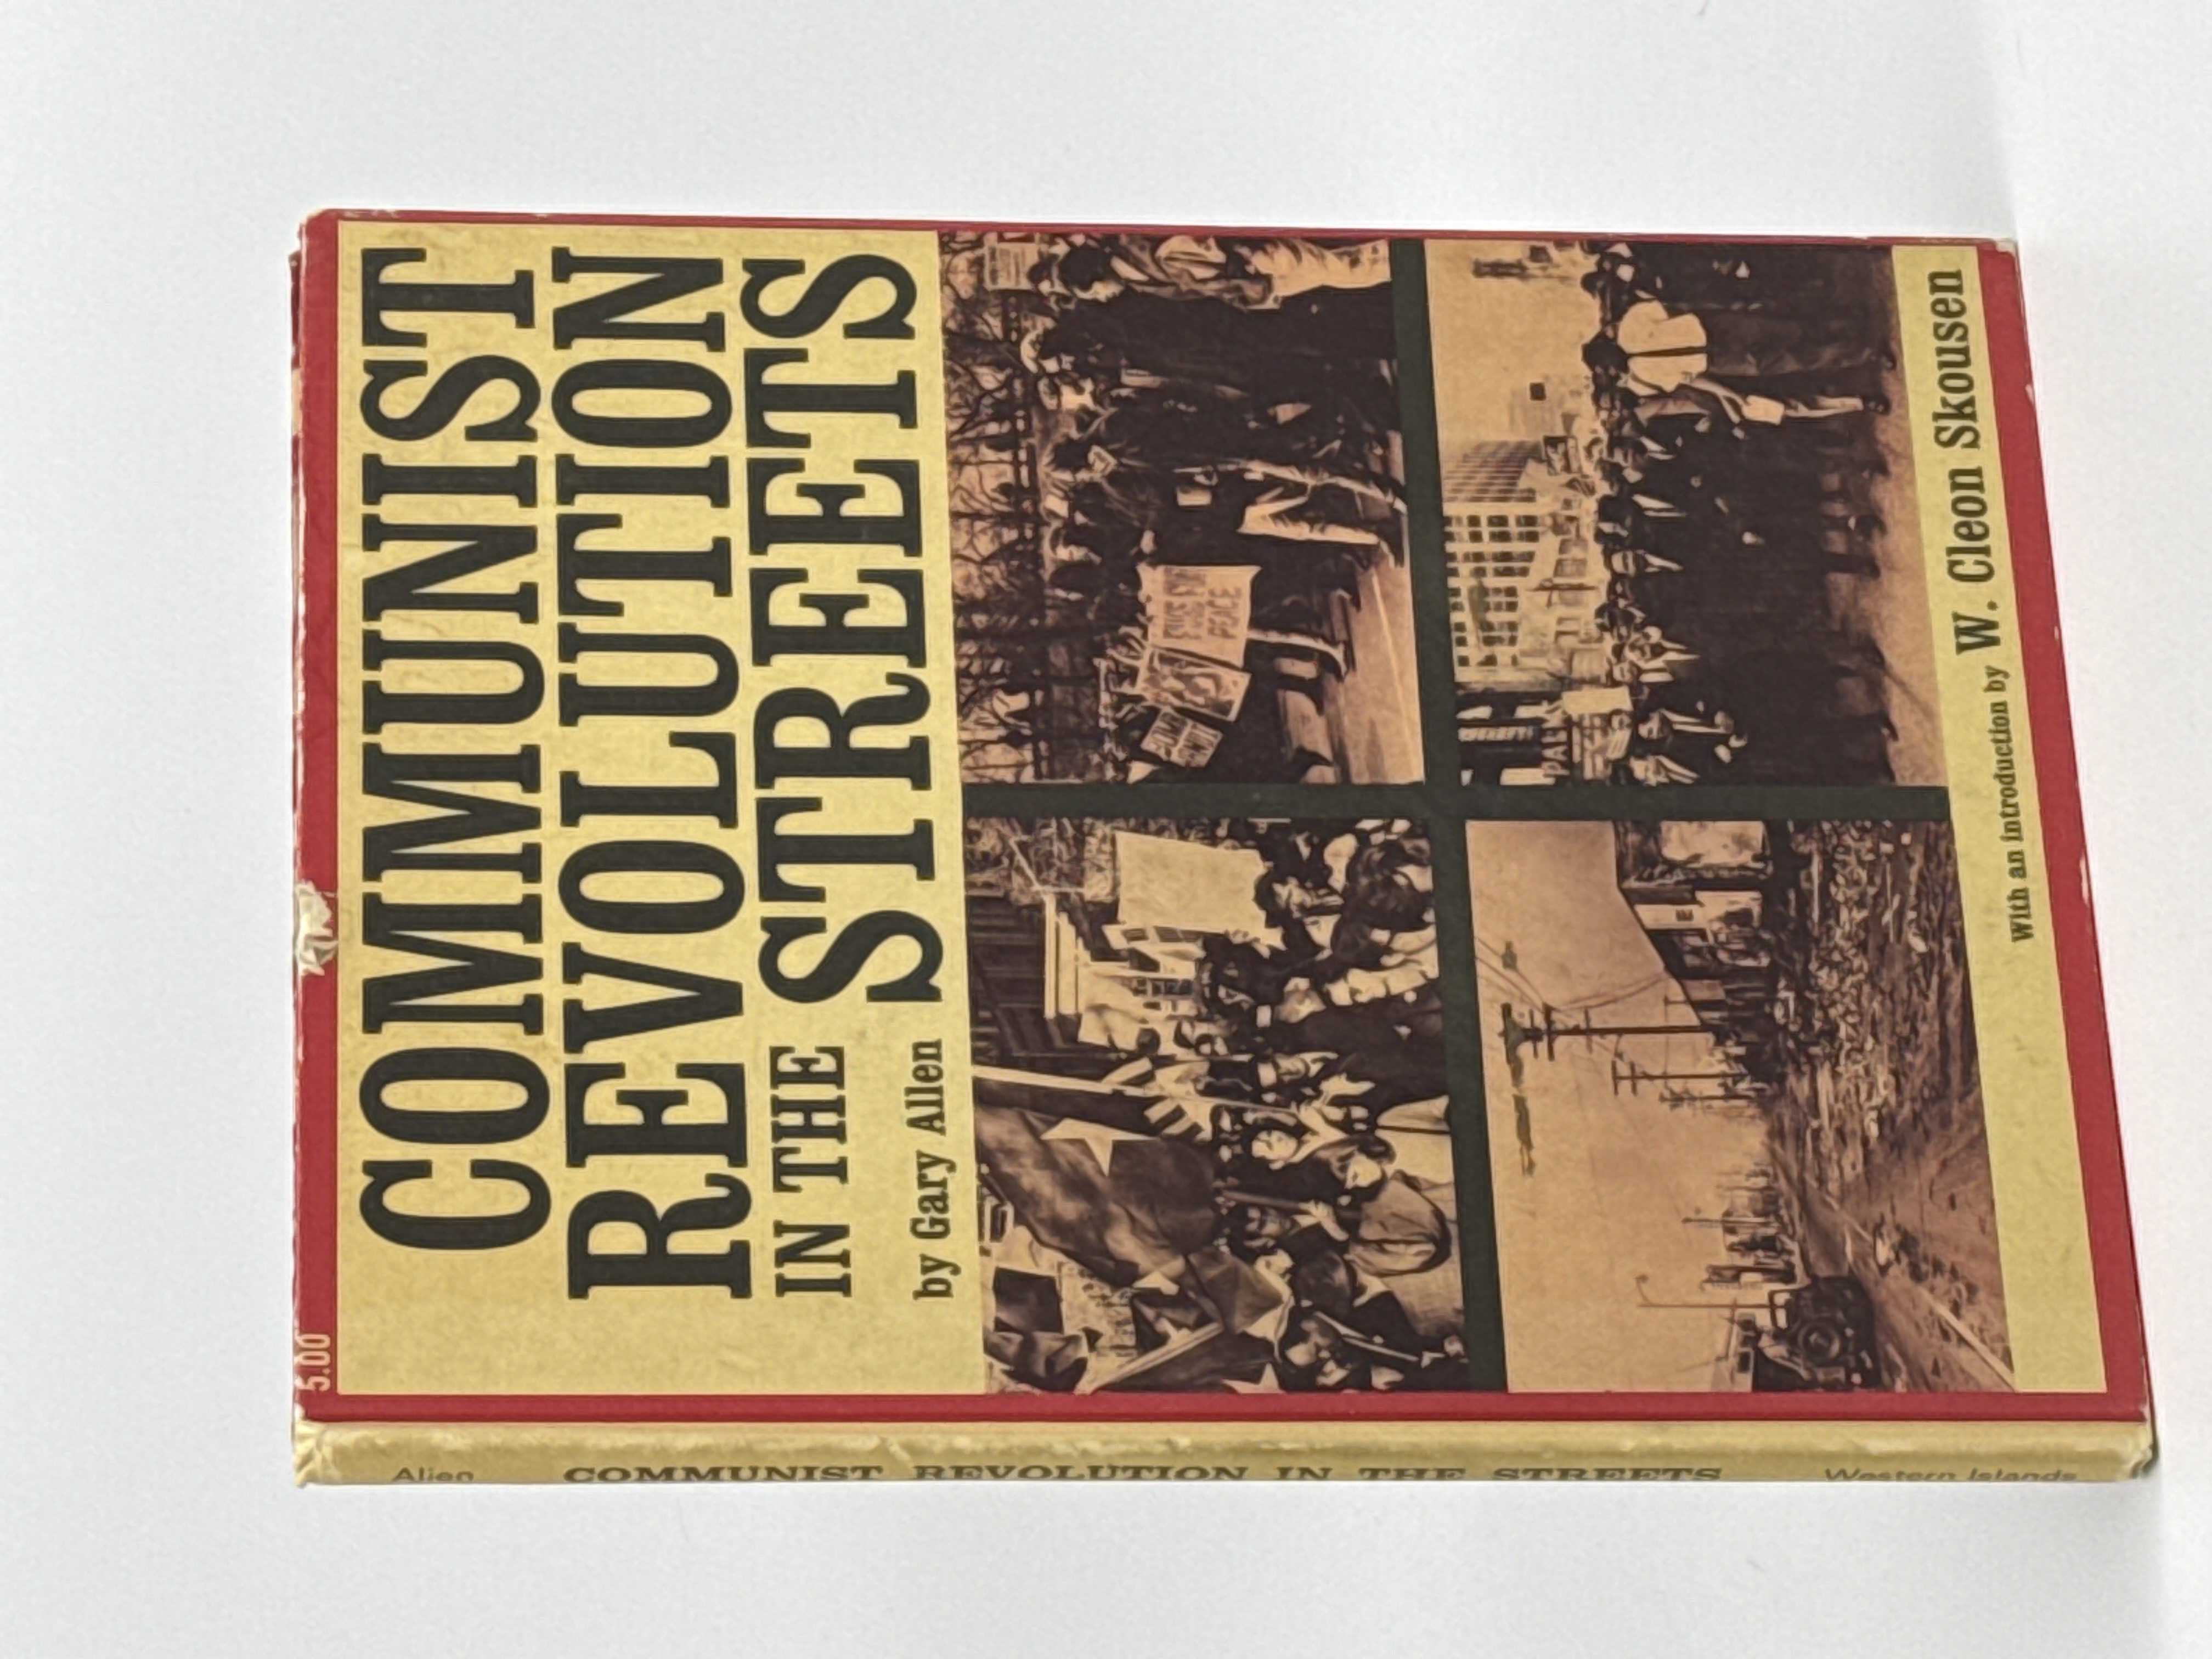 5.00
COMMUNIST
REVOLUTION
IN THE STREETS
by Gary Allen
With an introduction by W. Cleon Skousen
Allen COMMUNIST REVOLUTION IN THE STREETS Western Islands